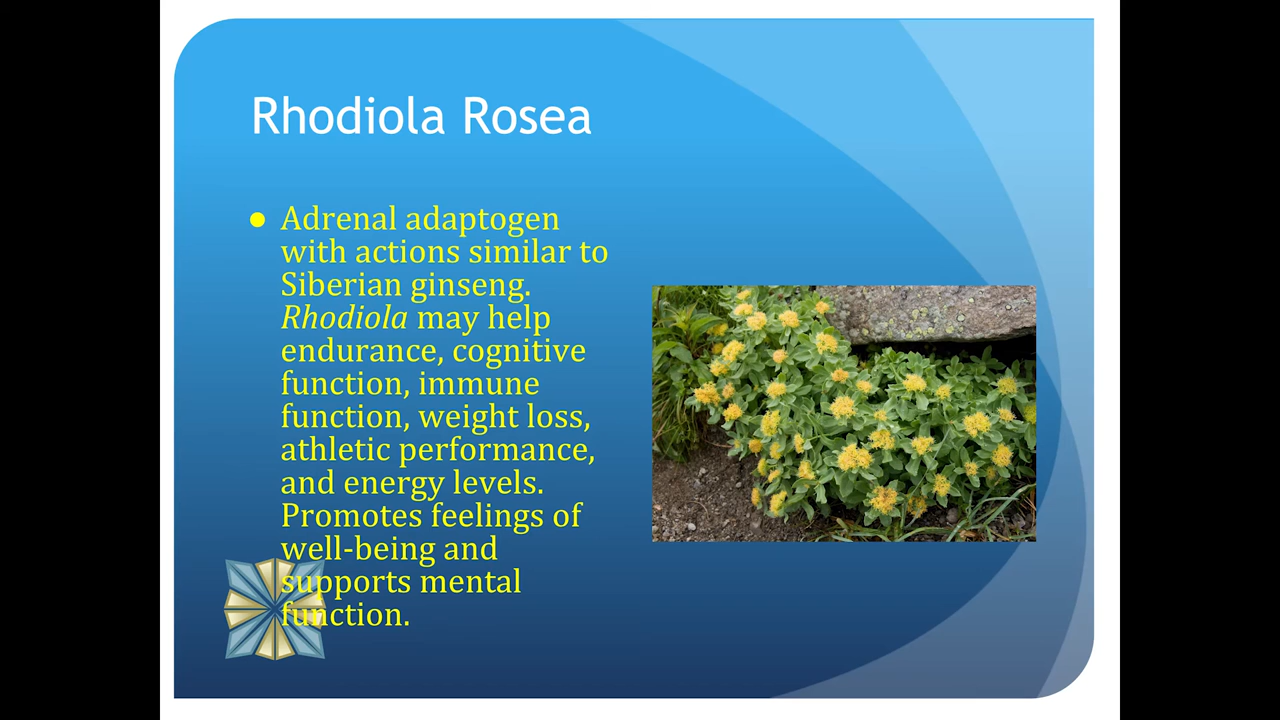 Rhodiola Rosea
Adrenal adaptogen
with actions similar to
Siberian ginseng.
Rhodiola may help
endurance, cognitive
function, immune
function, weight loss,
athletic performance,
and energy levels.
Promotes feelings of
well-being and
supports mental
function.